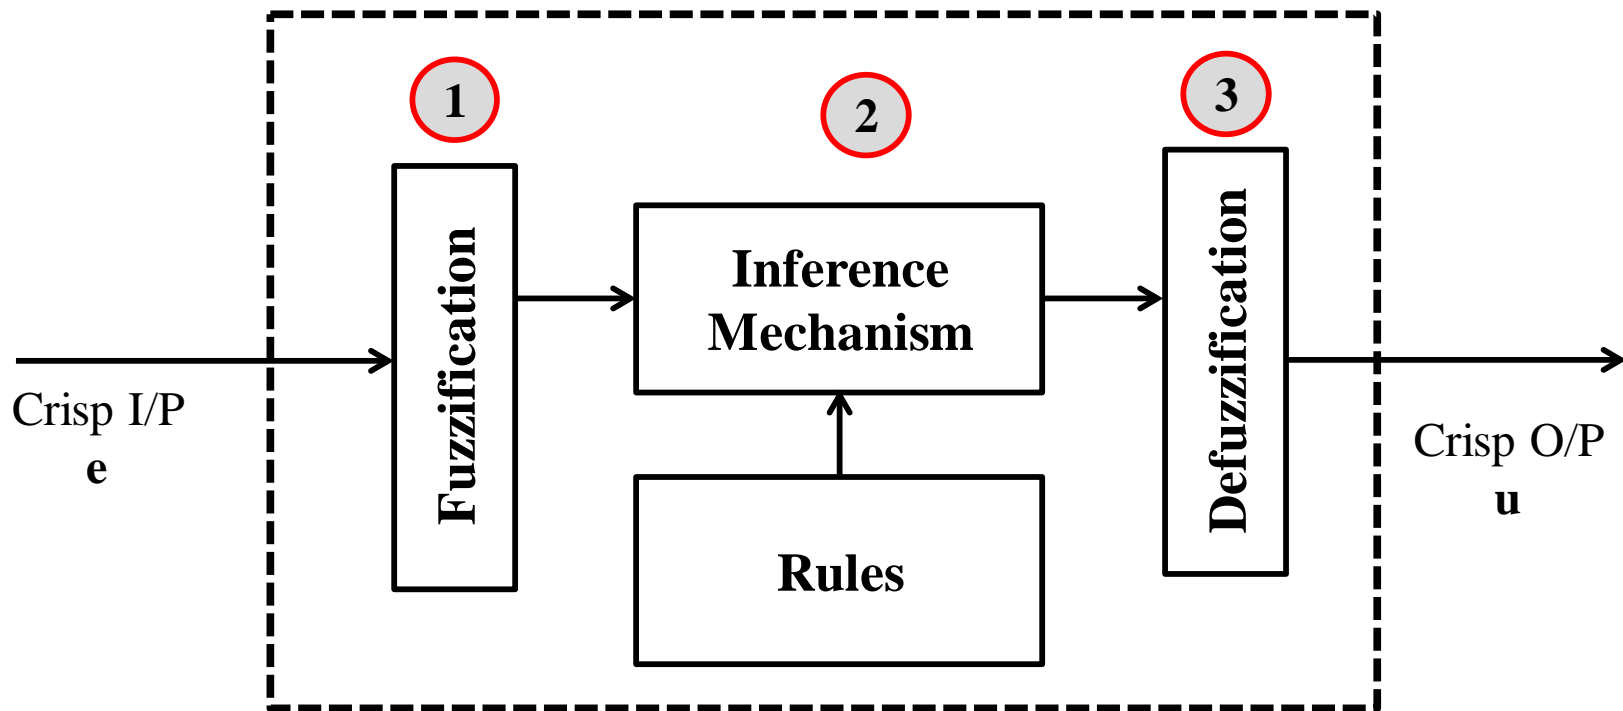 1
2
3
Fuzzification
Inference
Mechanism
Defuzzification
Rules
Crisp I/P
e
Crisp O/P
u